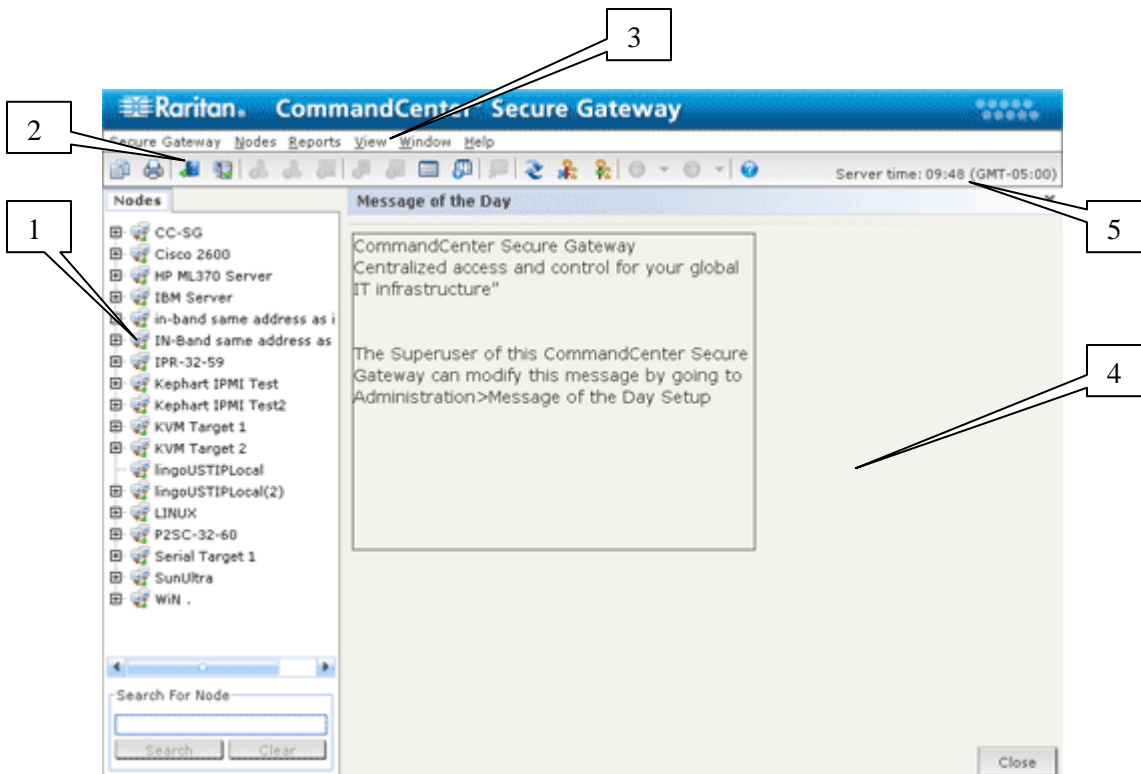 3
Raritan. CommandCenter® Secure Gateway
2
Secure Gateway Nodes Reports View Window Help
Server time: 09:48 (GMT-05:00)
Nodes
Message of the Day
5
1
CC-SG
Cisco 2600
HP ML370 Server
IBM Server
in-band same address as i
IN-Band same address as
IPR-32-59
Kephart IPMI Test
Kephart IPMI Test2
KVM Target 1
KVM Target 2
lingoUSTIPLocal
lingoUSTIPLocal(2)
LINUX
P2SC-32-60
Serial Target 1
SunUltra
WiN .
CommandCenter Secure Gateway
Centralized access and control for your global
IT infrastructure"
The Superuser of this CommandCenter Secure
Gateway can modify this message by going to
Administration>Message of the Day Setup
4
Search For Node
Search Clear
Close